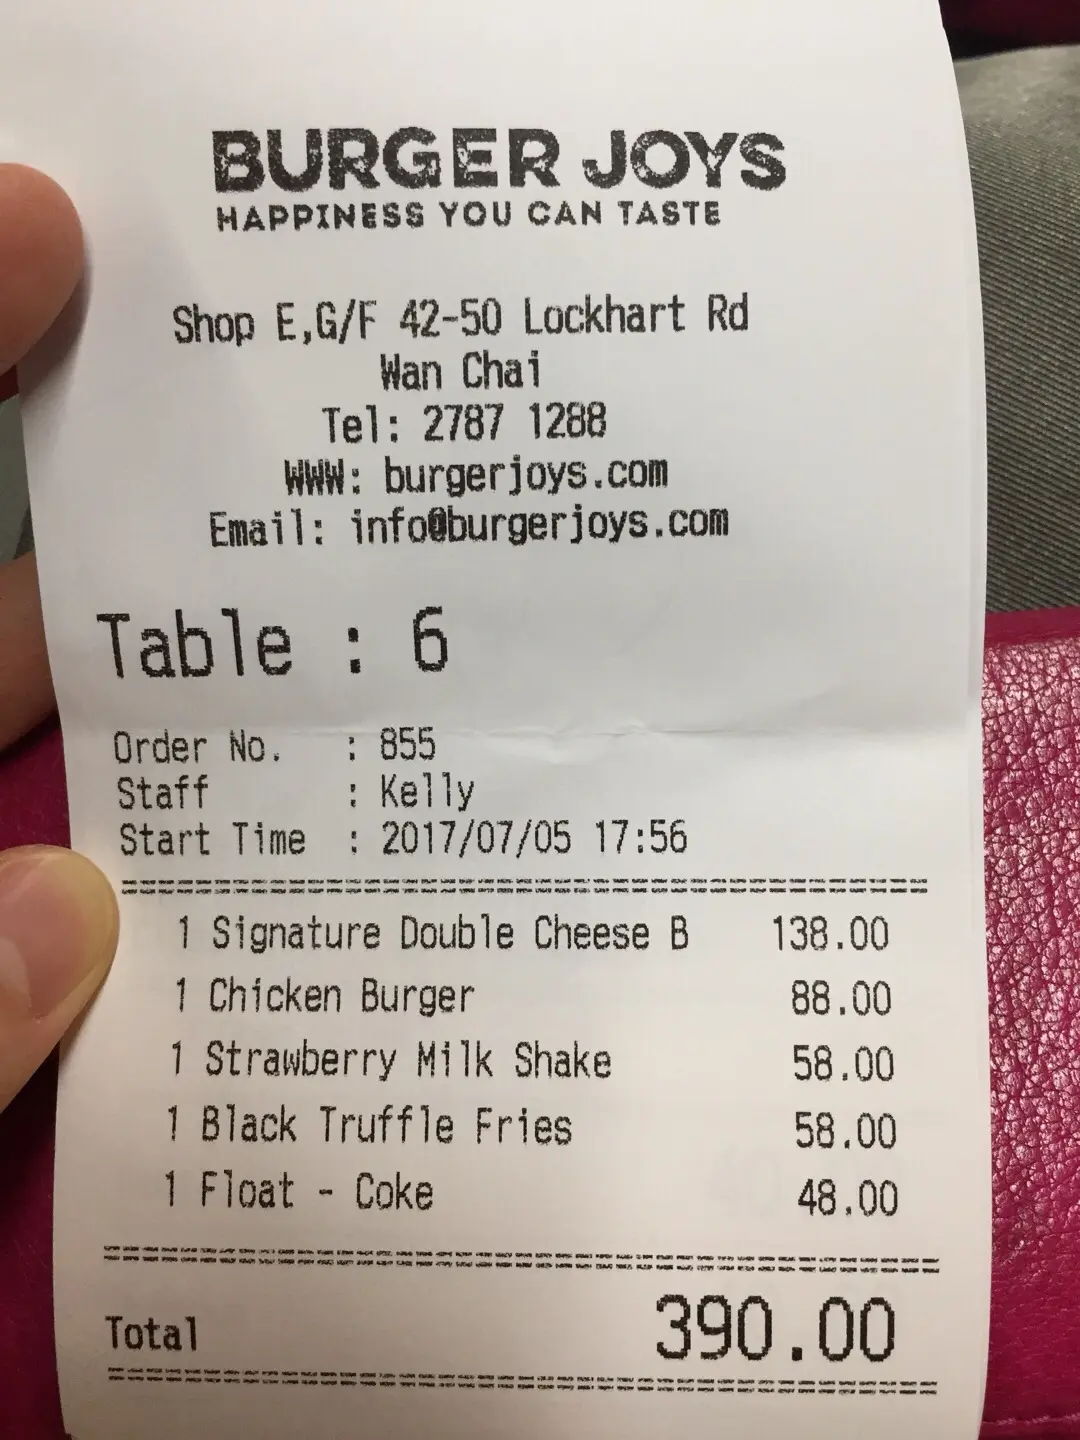 BURGER JOYS
HAPPINESS YOU CAN TASTE
Shop E,G/F 42-50 Lockhart Rd
Wan Chai
Tel: 2787 1288
WWW: burgerjoys.com
Email: info@burgerjoys.com
Table : 6
Order No. : 855
Staff : Kelly
Start Time : 2017/07/05 17:56
1 Signature Double Cheese B 138.00
1 Chicken Burger 88.00
1 Strawberry Milk Shake 58.00
1 Black Truffle Fries 58.00
1 Float - Coke 48.00
Total 390.00